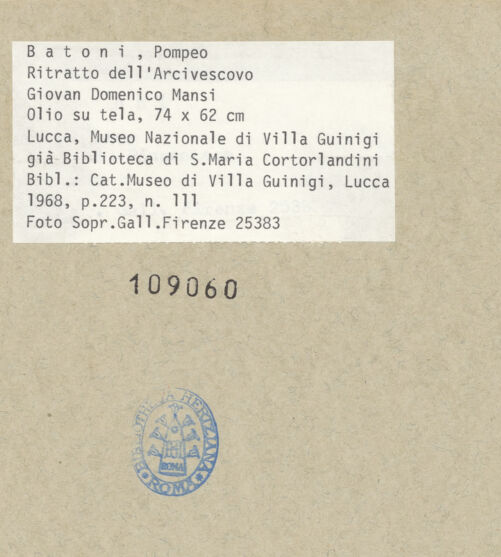 B a t o n i , Pompeo
Ritratto dell'Arcivescovo
Giovan Domenico Mansi
Olio su tela, 74 x 62 cm
Lucca, Museo Nazionale di Villa Guinigi
già Biblioteca di S.Maria Cortorlandini
Bibl.: Cat.Museo di Villa Guinigi, Lucca
1968, p.223, n. 111
Foto Sopr.Gall.Firenze 25383
109060
BIBLIOTHECA HERTZIANA
ROMA
ROMA